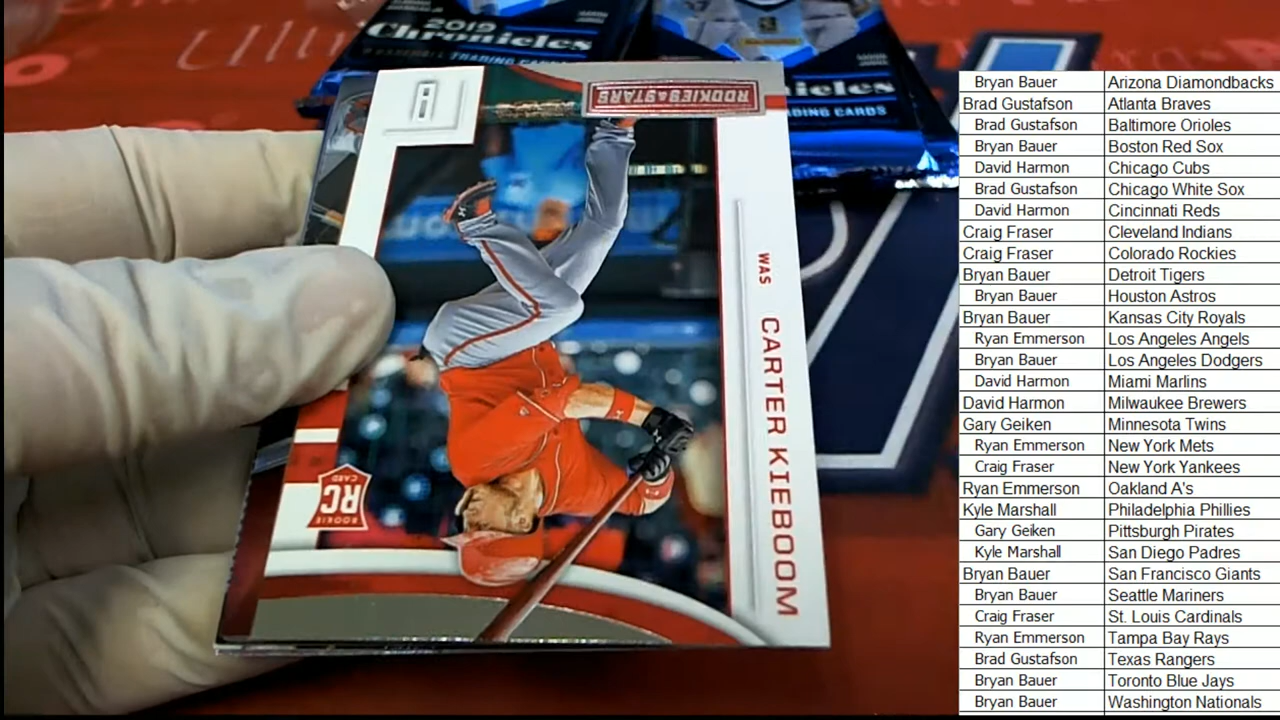 2019
Chronicles
BASEBALL TRADING CARDS
ROOKIES & STARS
WAS
CARTER KIEBOOM
RC
ROOKIE
CARD
Bryan Bauer Arizona Diamondbacks
Brad Gustafson Atlanta Braves
Brad Gustafson Baltimore Orioles
Bryan Bauer Boston Red Sox
David Harmon Chicago Cubs
Brad Gustafson Chicago White Sox
David Harmon Cincinnati Reds
Craig Fraser Cleveland Indians
Craig Fraser Colorado Rockies
Bryan Bauer Detroit Tigers
Bryan Bauer Houston Astros
Bryan Bauer Kansas City Royals
Ryan Emmerson Los Angeles Angels
Bryan Bauer Los Angeles Dodgers
David Harmon Miami Marlins
David Harmon Milwaukee Brewers
Gary Geiken Minnesota Twins
Ryan Emmerson New York Mets
Craig Fraser New York Yankees
Ryan Emmerson Oakland A's
Kyle Marshall Philadelphia Phillies
Gary Geiken Pittsburgh Pirates
Kyle Marshall San Diego Padres
Bryan Bauer San Francisco Giants
Bryan Bauer Seattle Mariners
Craig Fraser St. Louis Cardinals
Ryan Emmerson Tampa Bay Rays
Brad Gustafson Texas Rangers
Bryan Bauer Toronto Blue Jays
Bryan Bauer Washington Nationals